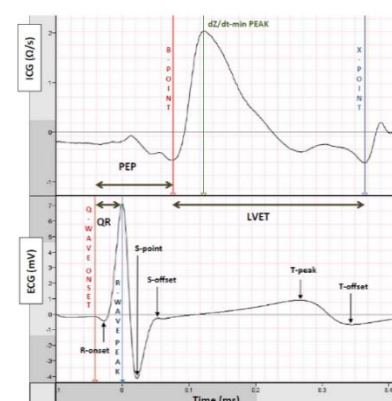 dZ/dt-min PEAK
ICG (Ω/s)
2
1
0
-1
B-POINT
X-POINT
PEP
LVET
QR
Q-WAVE ONSET
R-WAVE PEAK
ECG (mV)
7
6
5
4
3
2
1
0
-1
-2
-3
-4
S-point
S-offset
T-peak
T-offset
R-onset
0
0.1
0.2
0.3
0.4
Time (ms)